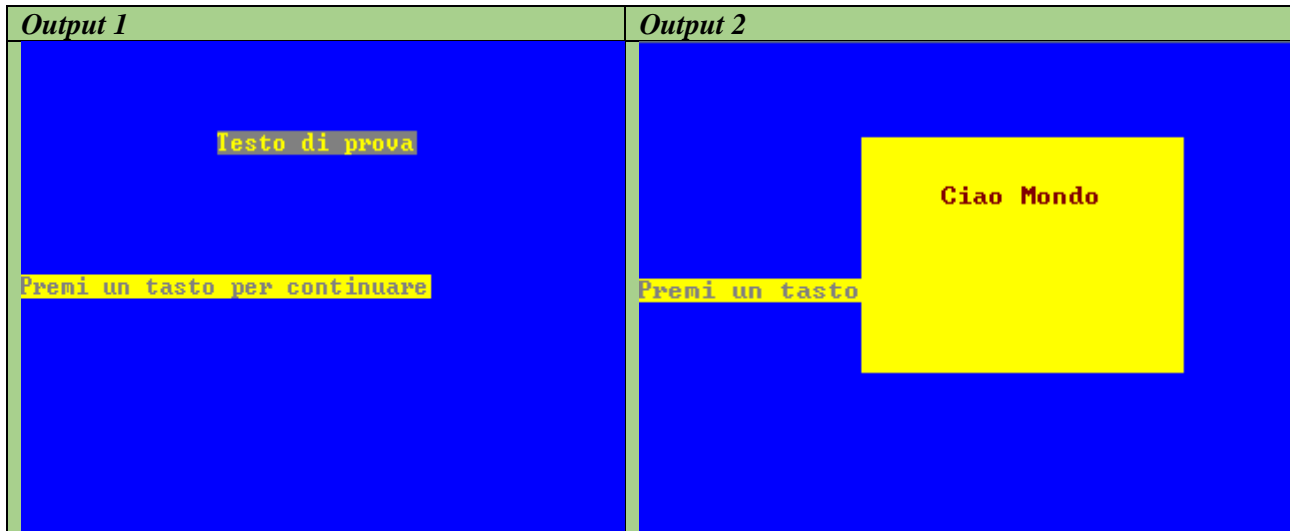 Output 1
Output 2
Testo di prova
Premi un tasto per continuare
Ciao Mondo
Premi un tasto